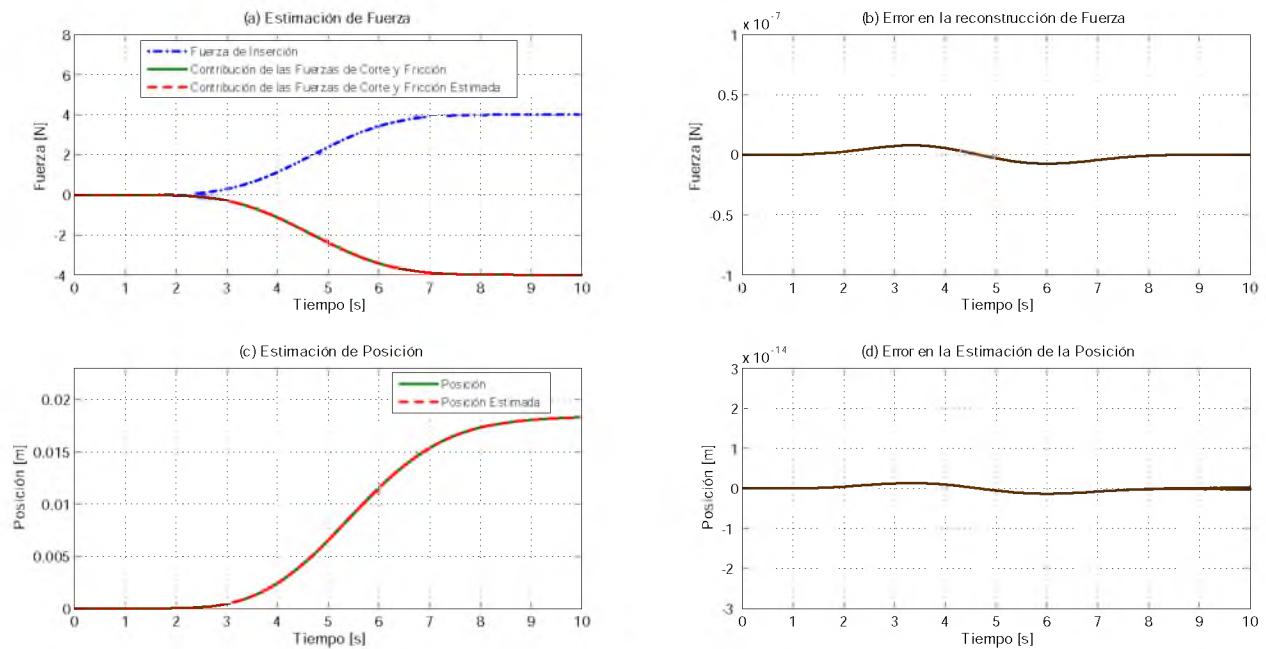 (a) Estimación de Fuerza
8
6
4
2
0
-2
-4
Fuerza [N]
Fuerza de Inserción
Contribución de las Fuerzas de Corte y Fricción
Contribución de las Fuerzas de Corte y Fricción Estimada
0 1 2 3 4 5 6 7 8 9 10
Tiempo [s]
(b) Error en la reconstrucción de Fuerza
x 10-7
1
0.5
0
-0.5
-1
Fuerza [N]
0 1 2 3 4 5 6 7 8 9 10
Tiempo [s]
(c) Estimación de Posición
0.02
0.015
0.01
0.005
0
Posición [m]
Posición
Posición Estimada
0 1 2 3 4 5 6 7 8 9 10
Tiempo [s]
(d) Error en la Estimación de la Posición
x 10-14
3
2
1
0
-1
-2
-3
Posición [m]
0 1 2 3 4 5 6 7 8 9 10
Tiempo [s]